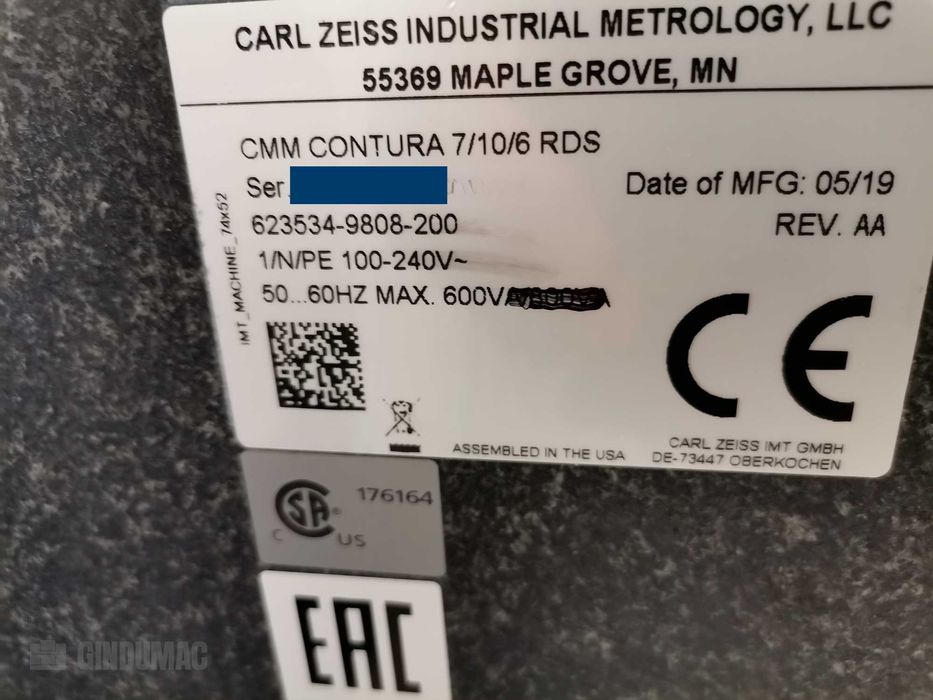 CARL ZEISS INDUSTRIAL METROLOGY, LLC
55369 MAPLE GROVE, MN
CMM CONTURA 7/10/6 RDS
Ser.
Date of MFG: 05/19
623534-9808-200
REV. AA
1/N/PE 100-240V~
50...60HZ MAX. 600VA
IMT_MACHINE_74x52
CE
ASSEMBLED IN THE USA
CARL ZEISS IMT GMBH
DE-73447 OBERKOCHEN
CSA® 176164
C US
EAC
GINDUMAC